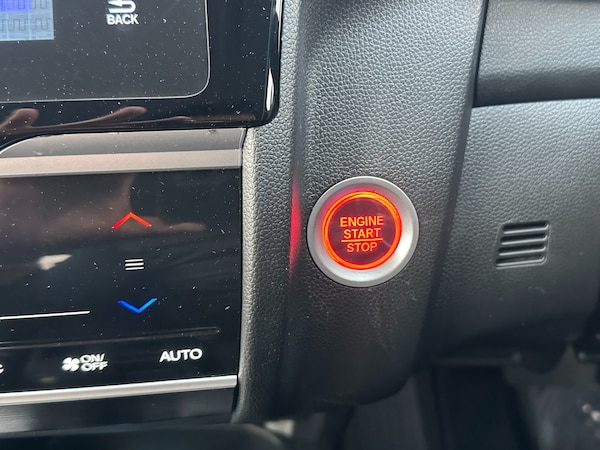 BACK
ENGINE
START
STOP
ON/
OFF
AUTO